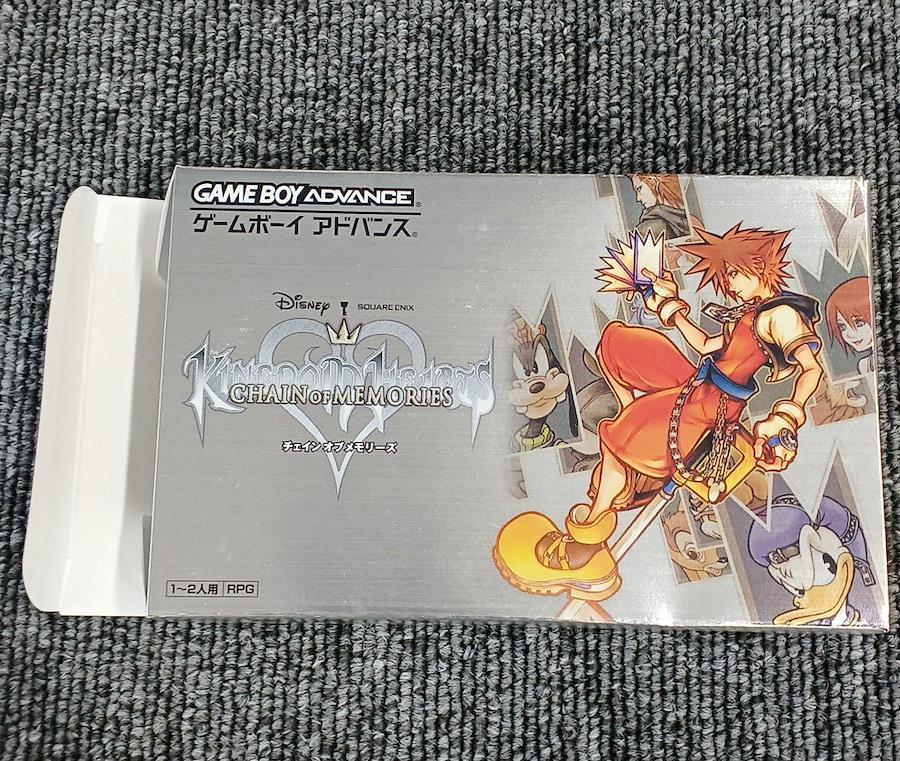 GAME BOY ADVANCE®
ゲームボーイ アドバンス®
Disney SQUARE ENIX
KINGDOM HEARTS
CHAIN OF MEMORIES
チェイン オブ メモリーズ
1〜2人用 RPG